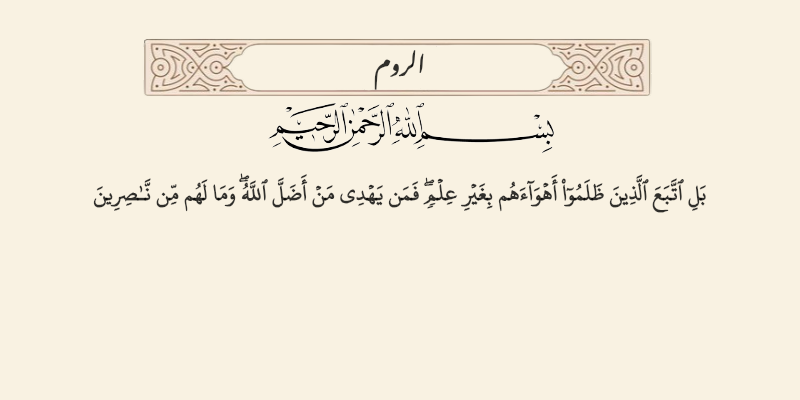 الروم
بِسْمِ ٱللَّهِ ٱلرَّحْمَٰنِ ٱلرَّحِيمِ
بَلِ ٱتَّبَعَ ٱلَّذِينَ ظَلَمُوٓا۟ أَهْوَآءَهُم بِغَيْرِ عِلْمٍۢ ۖ فَمَن يَهْدِى مَنْ أَضَلَّ ٱللَّهُ ۖ وَمَا لَهُم مِّن نَّـٰصِرِينَ